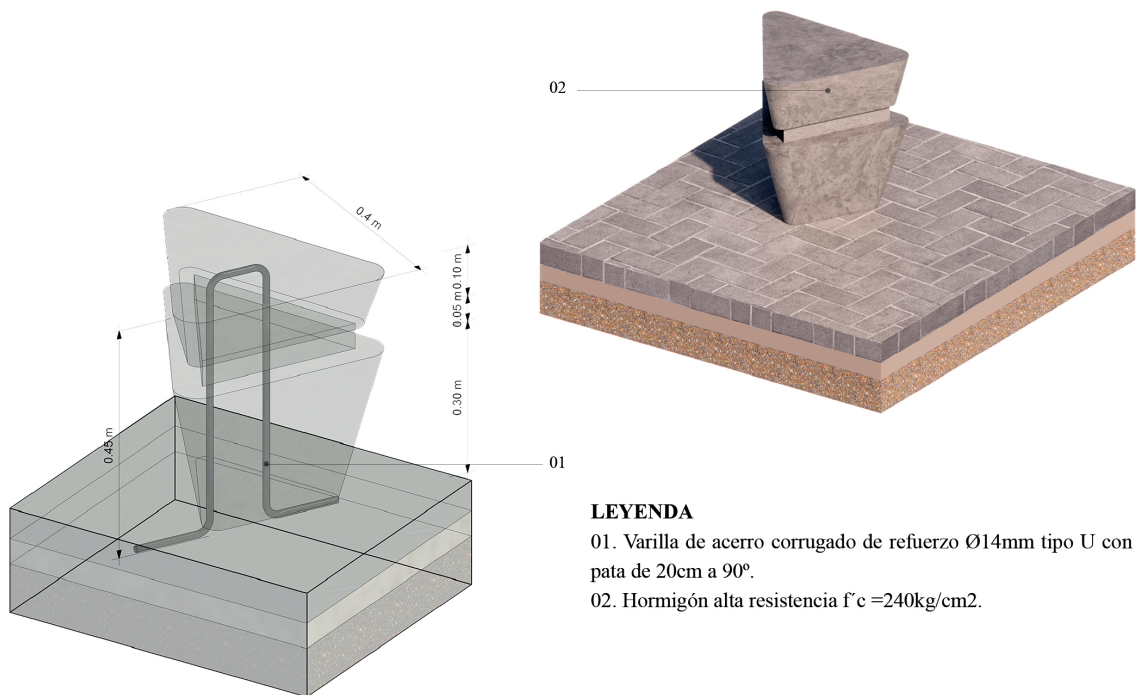 02
0.4 m
0.10 m
0.05 m
0.30 m
0.45 m
01
LEYENDA
01. Varilla de acerro corrugado de refuerzo Ø14mm tipo U con
pata de 20cm a 90º.
02. Hormigón alta resistencia f´c =240kg/cm2.